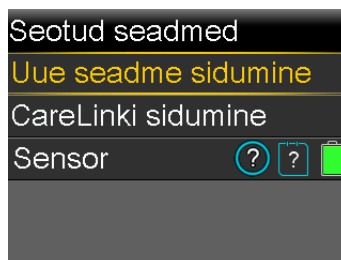 Seotud seadmed
Uue seadme sidumine
CareLinki sidumine
Sensor ? ?